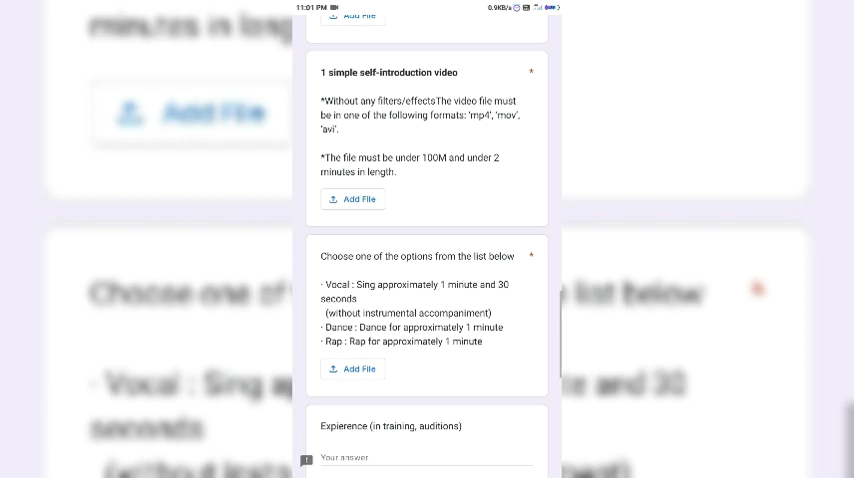 11:01 PM
0.9KB/s
Add File
1 simple self-introduction video *
*Without any filters/effectsThe video file must
be in one of the following formats: 'mp4', 'mov',
'avi'.
*The file must be under 100M and under 2
minutes in length.
Add File
Choose one of the options from the list below *
· Vocal : Sing approximately 1 minute and 30
seconds
(without instrumental accompaniment)
· Dance : Dance for approximately 1 minute
· Rap : Rap for approximately 1 minute
Add File
Expierence (in training, auditions)
Your answer